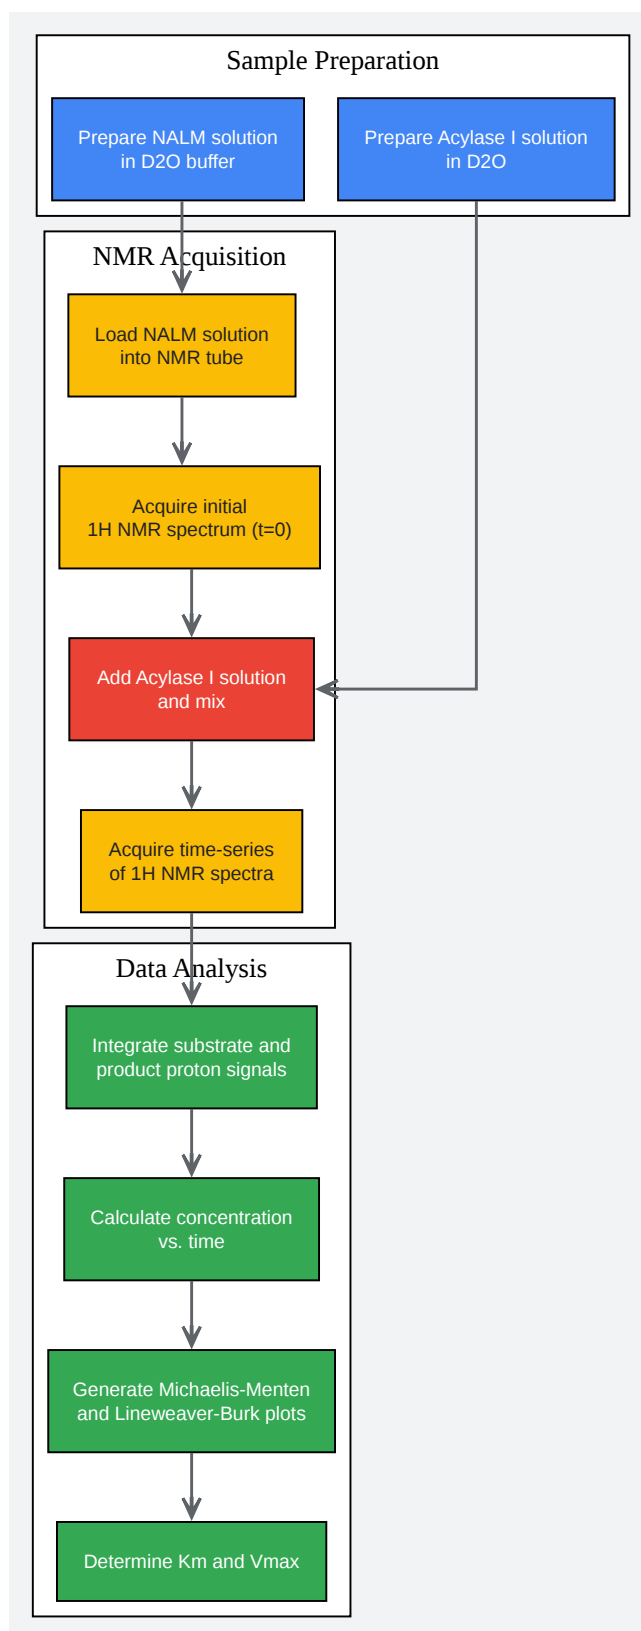 Sample Preparation
Prepare NALM solution
in D2O buffer
Prepare Acylase I solution
in D2O
NMR Acquisition
Load NALM solution
into NMR tube
Acquire initial
1H NMR spectrum (t=0)
Add Acylase I solution
and mix
Acquire time-series
of 1H NMR spectra
Data Analysis
Integrate substrate and
product proton signals
Calculate concentration
vs. time
Generate Michaelis-Menten
and Lineweaver-Burk plots
Determine Km and Vmax